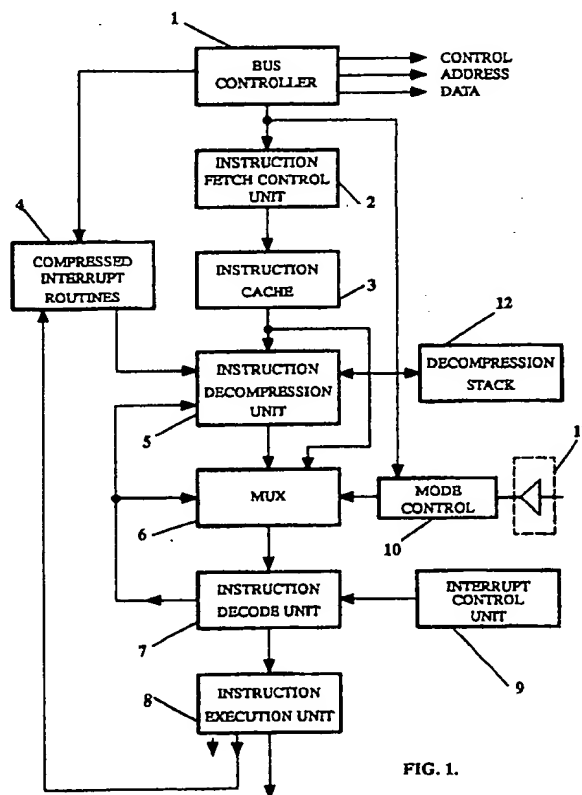 1
BUS
CONTROLLER
CONTROL
ADDRESS
DATA
INSTRUCTION
FETCH CONTROL
UNIT
2
4
COMPRESSED
INTERRUPT
ROUTINES
INSTRUCTION
CACHE
3
12
INSTRUCTION
DECOMPRESSION
UNIT
5
DECOMPRESSION
STACK
1
MUX
6
MODE
CONTROL
10
INSTRUCTION
DECODE UNIT
7
INTERRUPT
CONTROL
UNIT
9
INSTRUCTION
EXECUTION UNIT
8
FIG. 1.